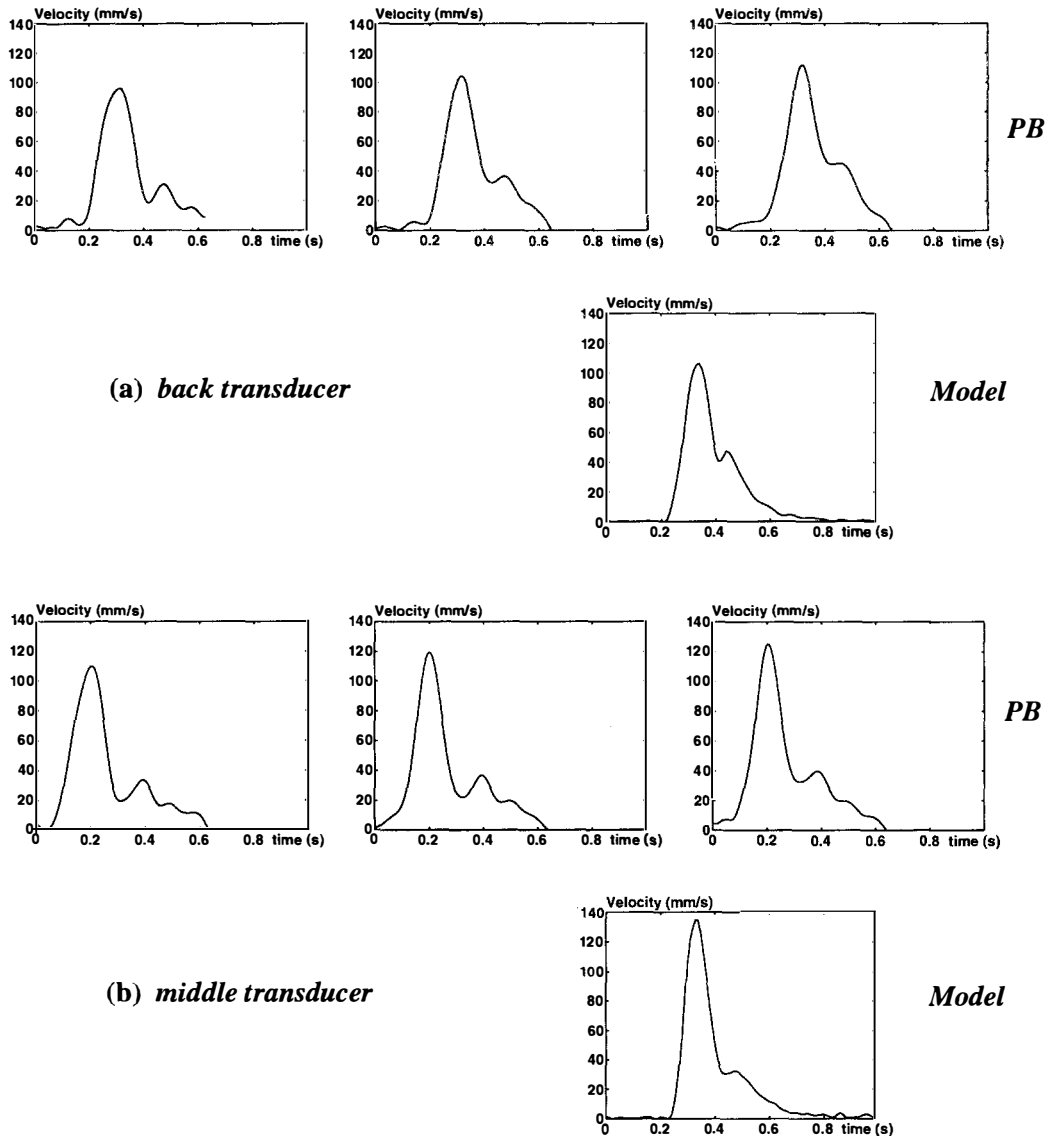 Velocity (mm/s) Velocity (mm/s) Velocity (mm/s)
140 140 140
120 120 120
100 100 100
80 80 80
60 60 60
40 40 40
20 20 20
0 0 0
0 0.2 0.4 0.6 0.8 time (s) 0 0.2 0.4 0.6 0.8 time (s) 0 0.2 0.4 0.6 0.8 time (s)
PB
Velocity (mm/s)
140
120
100
80
60
40
20
0
0 0.2 0.4 0.6 0.8 time (s)
(a) back transducer
Model
Velocity (mm/s) Velocity (mm/s) Velocity (mm/s)
140 140 140
120 120 120
100 100 100
80 80 80
60 60 60
40 40 40
20 20 20
0 0 0
0 0.2 0.4 0.6 0.8 time (s) 0 0.2 0.4 0.6 0.8 time (s) 0 0.2 0.4 0.6 0.8 time (s)
PB
Velocity (mm/s)
140
120
100
80
60
40
20
0
0 0.2 0.4 0.6 0.8 time (s)
(b) middle transducer
Model